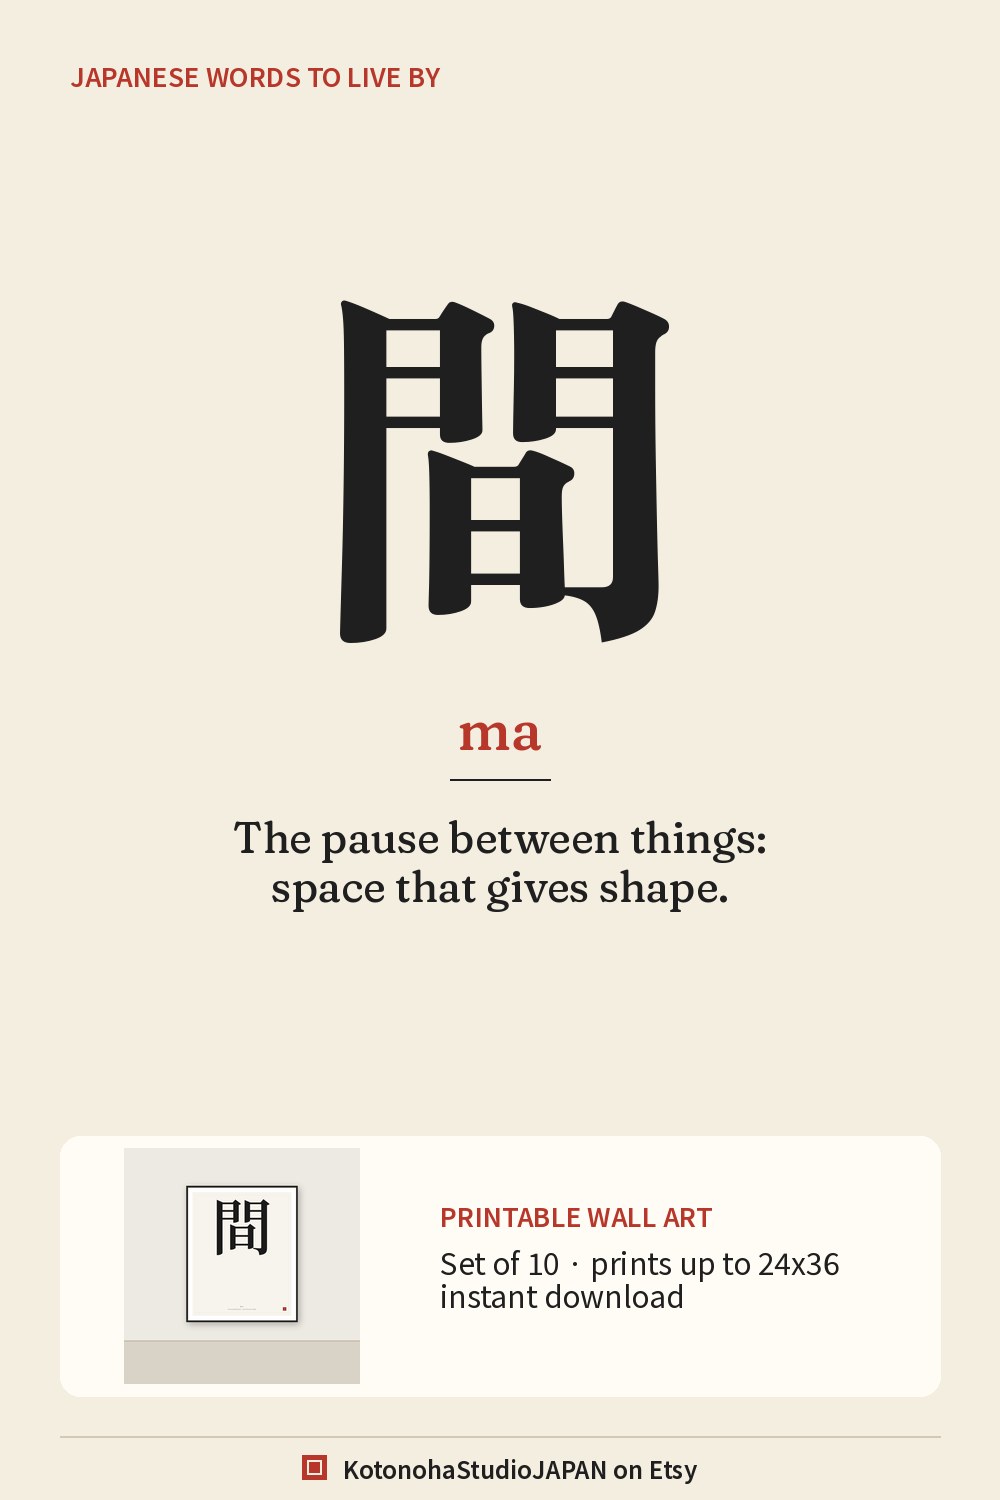 JAPANESE WORDS TO LIVE BY
間
ma
The pause between things:
space that gives shape.
間
PRINTABLE WALL ART
Set of 10 · prints up to 24x36
instant download
KotonohaStudioJAPAN on Etsy